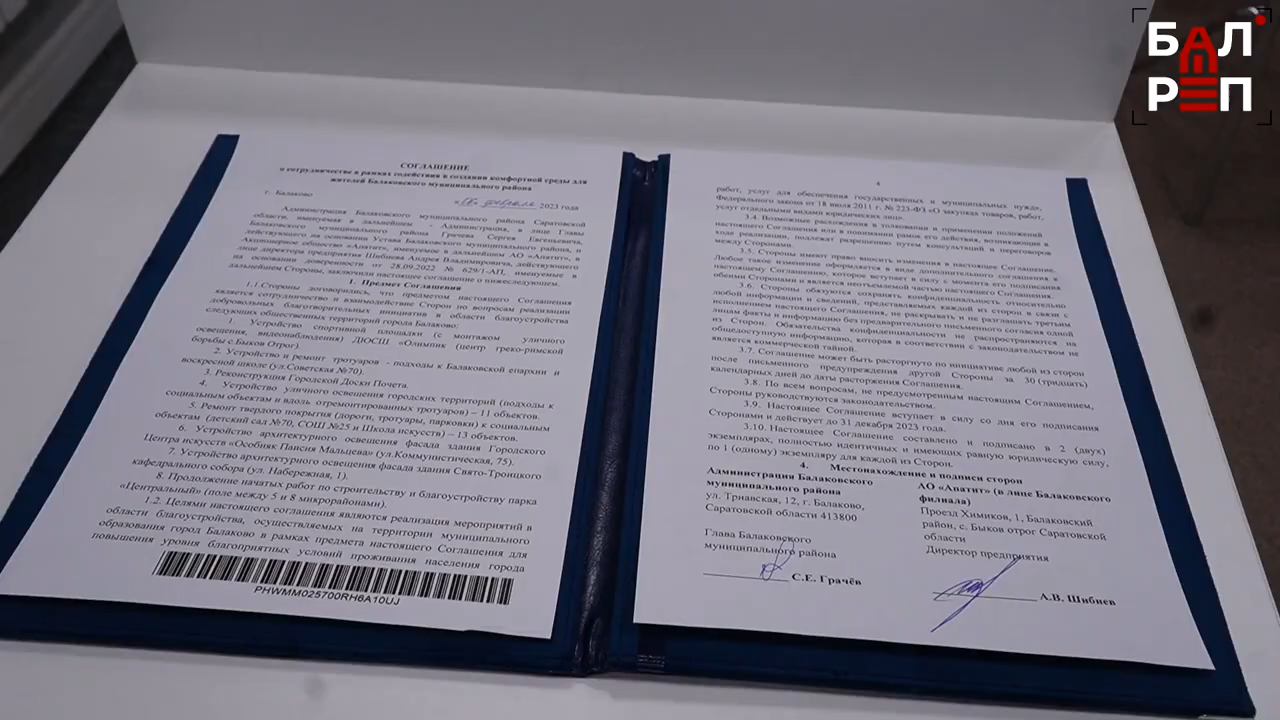 БАЛ
РЕП
СОГЛАШЕНИЕ
о сотрудничестве в рамках содействия в создании комфортной среды для
жителей Балаковского муниципального района
г. Балаково
февраля 2023 года
Администрация Балаковского муниципального района Саратовской
области, именуемая в дальнейшем - Администрация, в лице Главы
Балаковского муниципального района Грачева Сергея Евгеньевича,
действующего на основании Устава Балаковского муниципального района, и
Акционерное общество «Апатит», именуемое в дальнейшем АО «Апатит», в
лице директора предприятия Шибнева Андрея Владимировича, действующего
на основании доверенности от 28.09.2022 № 629/1-АП, именуемые в
дальнейшем Стороны, заключили настоящее соглашение о нижеследующем.
1. Предмет Соглашения
1.1.Стороны договорились, что предметом настоящего Соглашения
является сотрудничество и взаимодействие Сторон по вопросам реализации
добровольных благотворительных инициатив в области благоустройства
следующих общественных территорий города Балаково:
1. Устройство спортивной площадки (с монтажом уличного
освещения, видеонаблюдения) ДЮСШ «Олимпик (центр греко-римской
борьбы с.Быков Отрог).
2. Устройство и ремонт тротуаров - подходы к Балаковской епархии и
воскресной школе (ул.Советская №70).
3. Реконструкция Городской Доски Почета.
4. Устройство уличного освещения городских территорий (подходы к
социальным объектам и вдоль отремонтированных тротуаров) – 11 объектов.
5. Ремонт твердого покрытия (дороги, тротуары, парковки) к социальным
объектам (детский сад №70, СОШ №25 и Школа искусств) – 13 объектов.
6. Устройство архитектурного освещения фасада здания Городского
Центра искусств «Особняк Паисия Мальцева» (ул.Коммунистическая, 75).
7. Устройство архитектурного освещения фасада здания Свято-Троицкого
кафедрального собора (ул. Набережная, 1).
8. Продолжение начатых работ по строительству и благоустройству парка
«Центральный» (поле между 5 и 8 микрорайонами).
1.2. Целями настоящего соглашения являются реализация мероприятий в
области благоустройства, осуществляемых на территории муниципального
образования город Балаково в рамках предмета настоящего Соглашения для
повышения уровня благоприятных условий проживания населения города
PHWMM025700RH6A10UJ
4
работ, услуг для обеспечения государственных и муниципальных нужд»,
Федерального закона от 18 июля 2011 г. № 223-ФЗ «О закупках товаров, работ,
услуг отдельными видами юридических лиц».
3.4. Возможные расхождения в толковании и применении положений
настоящего Соглашения или в понимании рамок его действия, возникающие в
ходе реализации, подлежат разрешению путем консультаций и переговоров
между Сторонами.
3.5. Стороны имеют право вносить изменения в настоящее Соглашение.
Любое такое изменение оформляется в виде дополнительного соглашения к
настоящему Соглашению, которое вступает в силу с момента его подписания
обеими Сторонами и является неотъемлемой частью настоящего Соглашения.
3.6. Стороны обязуются сохранять конфиденциальность относительно
любой информации и сведений, представляемых каждой из сторон в связи с
исполнением настоящего Соглашения, не раскрывать и не разглашать третьим
лицам факты и информацию без предварительного письменного согласия одной
из Сторон. Обязательства конфиденциальности не распространяются на
общедоступную информацию, которая в соответствии с законодательством не
является коммерческой тайной.
3.7. Соглашение может быть расторгнуто по инициативе любой из сторон
после письменного предупреждения другой Стороны за 30 (тридцать)
календарных дней до даты расторжения Соглашения.
3.8. По всем вопросам, не предусмотренным настоящим Соглашением,
Стороны руководствуются законодательством.
3.9. Настоящее Соглашение вступает в силу со дня его подписания
Сторонами и действует до 31 декабря 2023 года.
3.10. Настоящее Соглашение составлено и подписано в 2 (двух)
экземплярах, полностью идентичных и имеющих равную юридическую силу,
по 1 (одному) экземпляру для каждой из Сторон.
4. Местонахождение и подписи сторон
Администрация Балаковского
муниципального района
ул. Трнавская, 12, г. Балаково,
Саратовской области 413800
Глава Балаковского
муниципального района
С.Е. Грачёв
АО «Апатит» (в лице Балаковского
филиала)
Проезд Химиков, 1, Балаковский
район, с. Быков отрог Саратовской
области
Директор предприятия
А.В. Шибнев